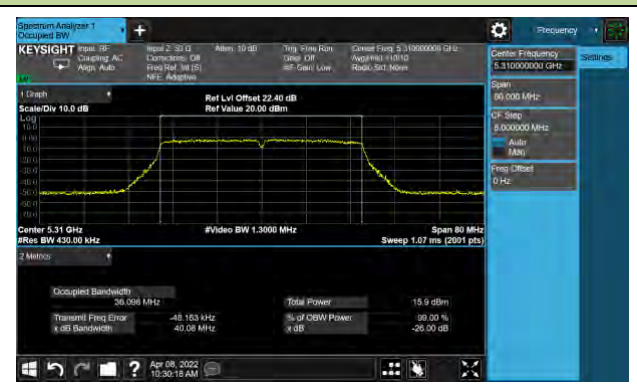 Spectrum Analyzer 1
Occupied BW
Frequency
KEYSIGHT
Input: RF
Coupling: AC
Align: Auto
Input Z: 50 Ω
Corrections: Off
Freq Ref: Int (S)
NFE: Adaptive
Atten: 10 dB
Trig: Free Run
Gate: Off
#IF Gain: Low
Center Freq: 5.310000000 GHz
Radio Std: None
Center Frequency
5.310000000 GHz
Settings
Span
80.000 MHz
CF Step
8.000000 MHz
Auto
Man
Freq Offset
0 Hz
1 Graph
Scale/Div 10.0 dB
Ref Lvl Offset 22.40 dB
Ref Value 20.00 dBm
Log
10.0
0.00
Center 5.31 GHz
#Res BW 430.00 kHz
#Video BW 1.3000 MHz
Span 80 MHz
Sweep 1.07 ms (2001 pts)
2 Metrics
Occupied Bandwidth
36.096 MHz
Total Power
15.9 dBm
Transmit Freq Error
-48.163 kHz
% of OBW Power
99.00 %
x dB Bandwidth
40.08 MHz
x dB
-26.00 dB
?
Apr 08, 2022
10:30:18 AM